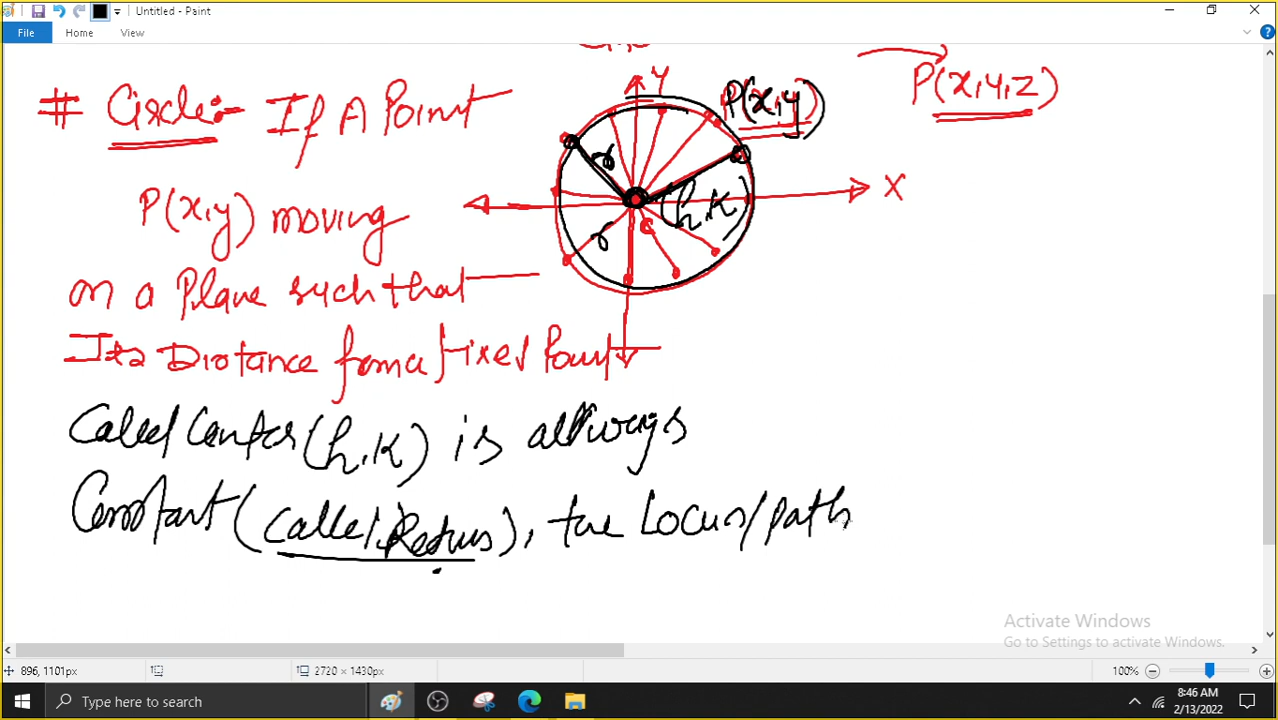 Untitled - Paint
File Home View
P(x,y,z)
Y
P(x,y)
# Circle:- If A Point
r
X
(h,k)
P(x,y) moving
r
C
on a Plane such that
Its Distance from a fixed Point
Called Center (h,k) is always
Constant (called Radius), the Locus/path
Activate Windows
Go to Settings to activate Windows.
896, 1101px
2720 × 1430px
100%
Type here to search
8:46 AM
2/13/2022